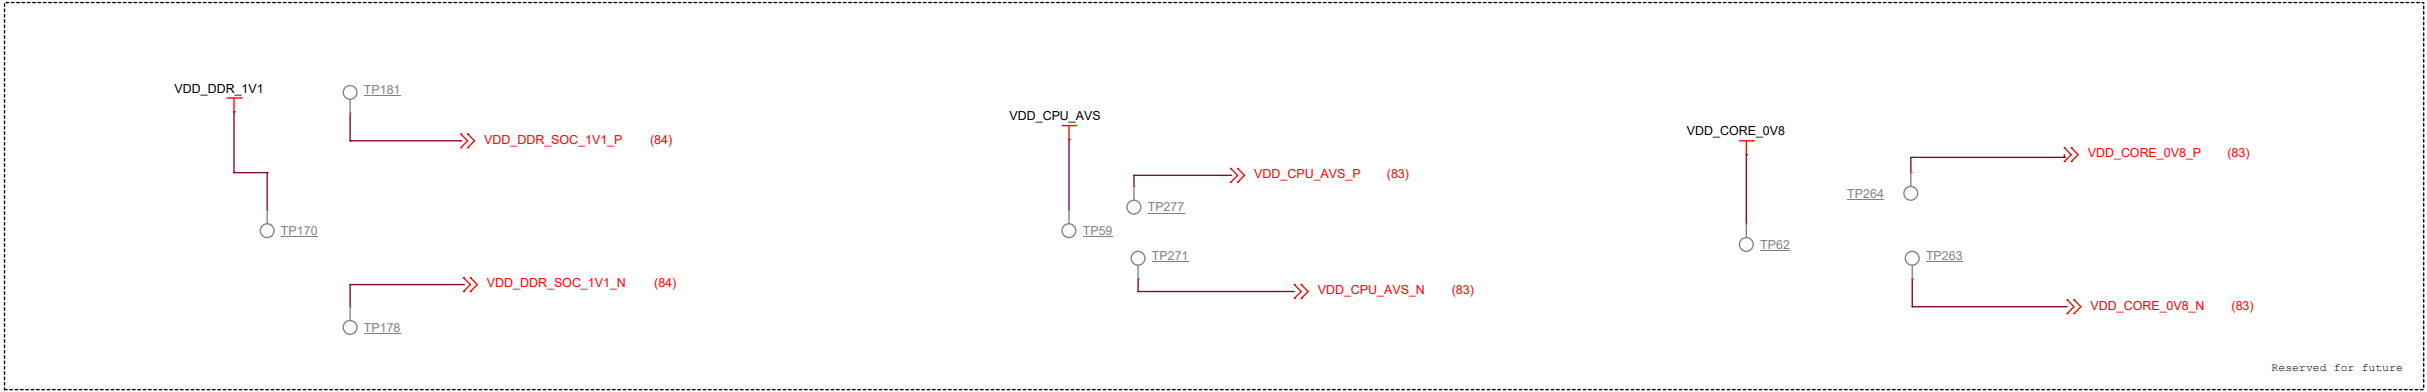 VDD_DDR_1V1
TP181
VDD_DDR_SOC_1V1_P (84)
TP170
VDD_DDR_SOC_1V1_N (84)
TP178
VDD_CPU_AVS
VDD_CPU_AVS_P (83)
TP277
TP59
TP271
VDD_CPU_AVS_N (83)
VDD_CORE_0V8
VDD_CORE_0V8_P (83)
TP264
TP62
TP263
VDD_CORE_0V8_N (83)
Reserved for future